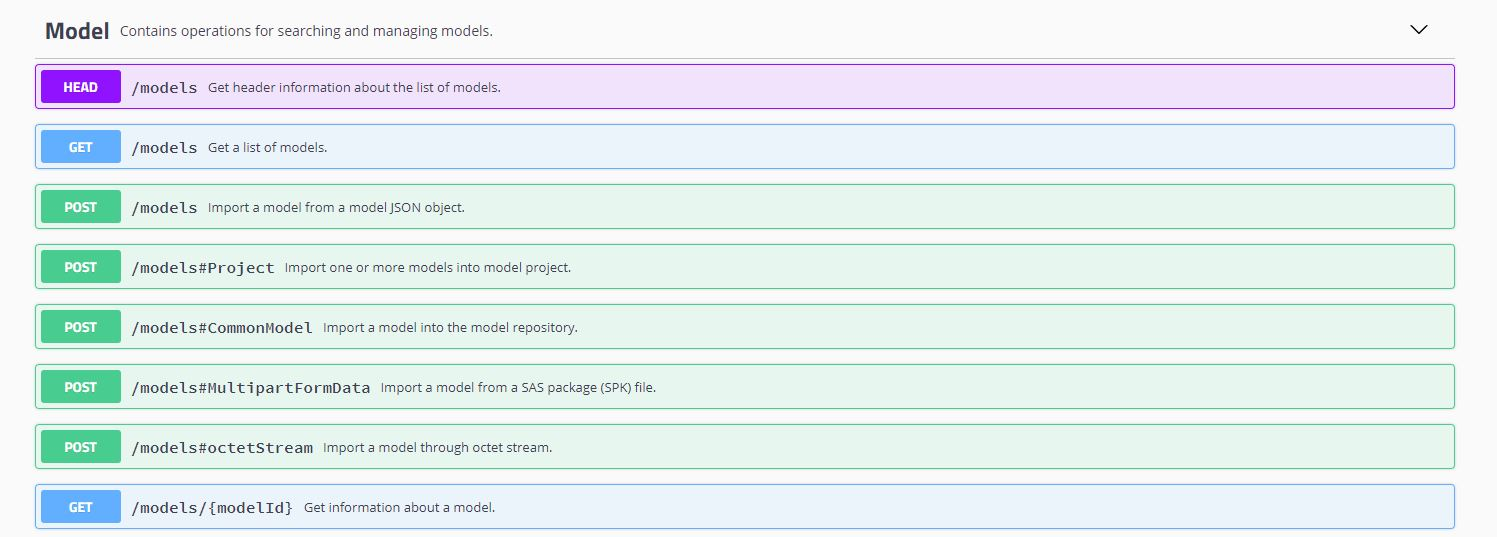 Model Contains operations for searching and managing models.
HEAD /models Get header information about the list of models.
GET /models Get a list of models.
POST /models Import a model from a model JSON object.
POST /models#Project Import one or more models into model project.
POST /models#CommonModel Import a model into the model repository.
POST /models#MultipartFormData Import a model from a SAS package (SPK) file.
POST /models#octetStream Import a model through octet stream.
GET /models/{modelId} Get information about a model.